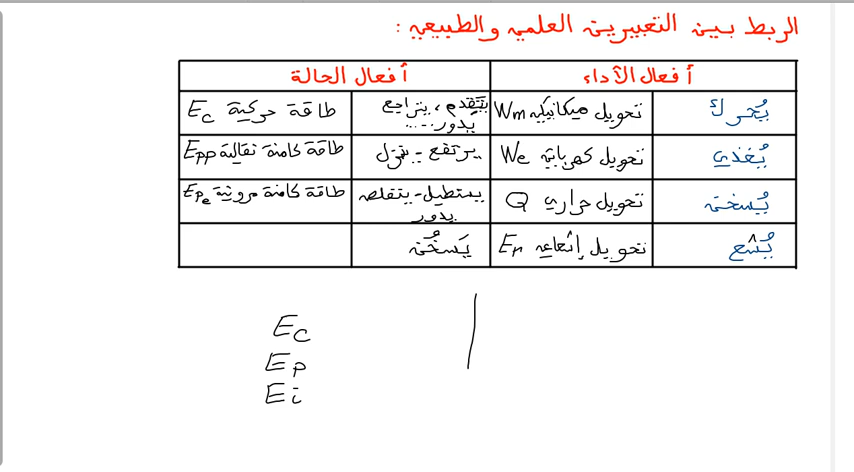 الربط بين التعبيرين العلمي والطبيعي :
أفعال الأداء أفعال الحالة
يُحرك تحويل ميكانيكي Wm يتقدم، يتراجع طاقة حركية Ec
يدور....
يُغذي تحويل كهربائي We يرتفع - ينزل طاقة كامنة ثقالية Epp
يُسخن تحويل حراري Q يستطيل - يتقلص طاقة كامنة مرونية Epe
يدور
يُشع تحويل إشعاعي Er يَسخُن
Ec
Ep
Ei